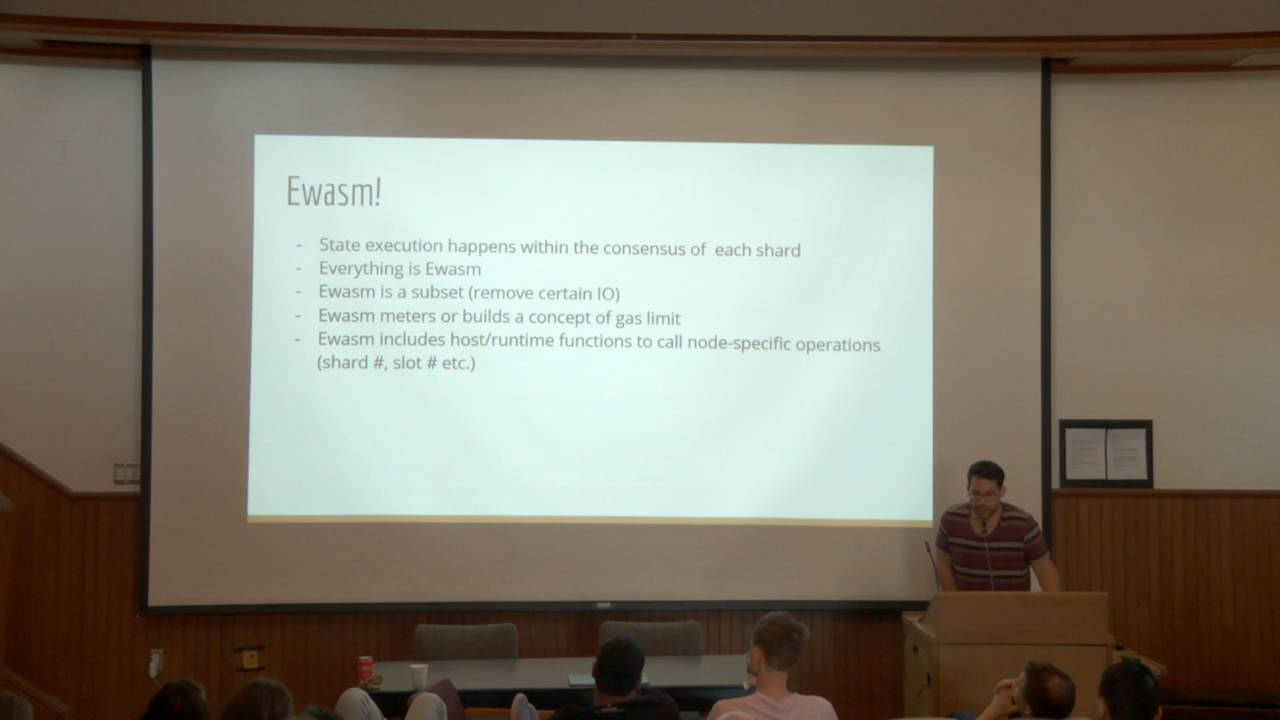 Ewasm!
- State execution happens within the consensus of each shard
- Everything is Ewasm
- Ewasm is a subset (remove certain IO)
- Ewasm meters or builds a concept of gas limit
- Ewasm includes host/runtime functions to call node-specific operations
(shard #, slot # etc.)